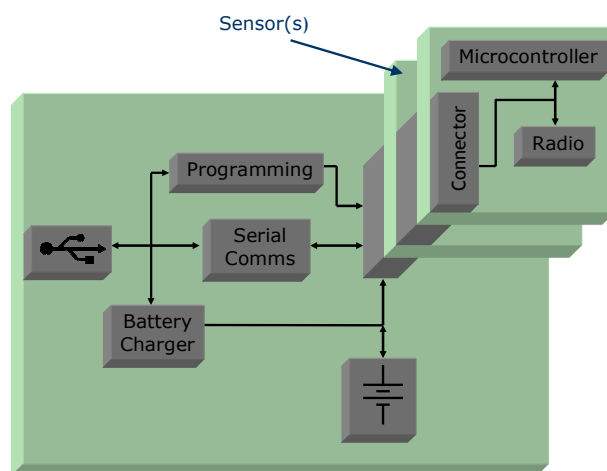 Sensor(s)
Microcontroller
Connector
Radio
Programming
Serial
Comms
Battery
Charger